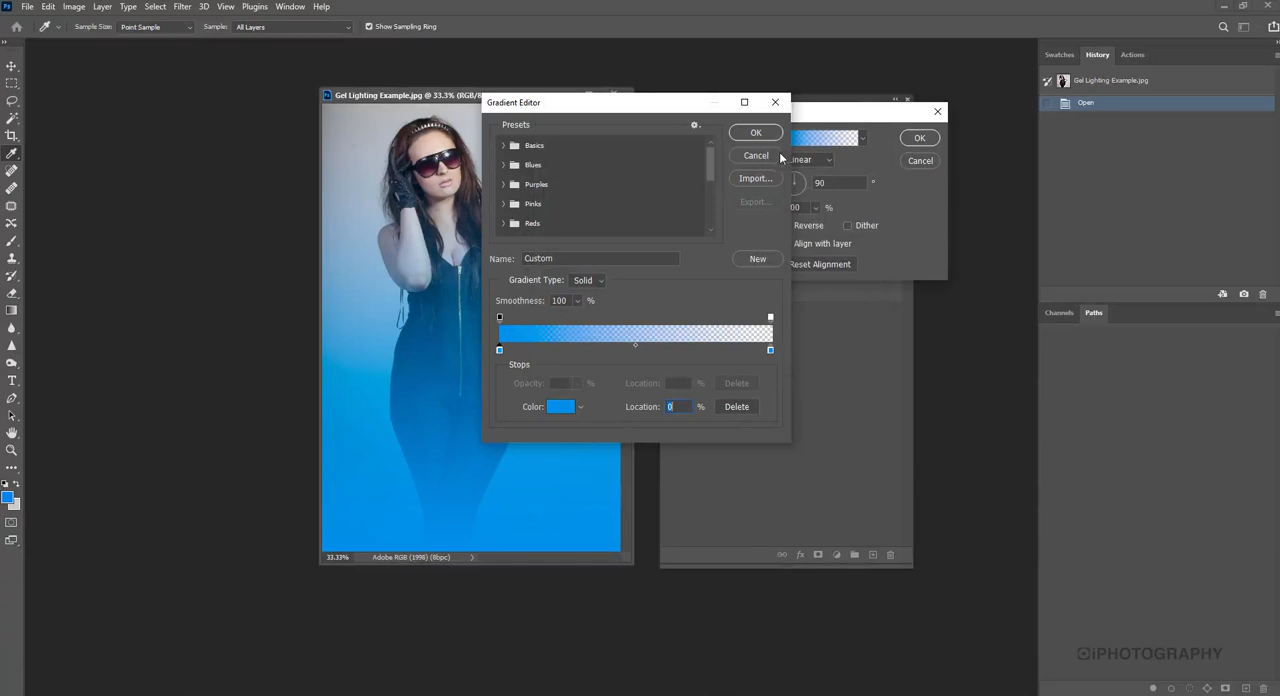 Ps File Edit Image Layer Type Select Filter 3D View Plugins Window Help
Sample Size: Point Sample Sample: All Layers Show Sampling Ring
Swatches History Actions
Gel Lighting Example.jpg
Open
Channels Paths
Gel Lighting Example.jpg @ 33.3% (RGB/8
33.33% Adobe RGB (1998) (8bpc)
Gradient Editor
Presets
Basics
Blues
Purples
Pinks
Reds
OK
Cancel
Import...
Export...
Name: Custom
New
Gradient Type: Solid
Smoothness: 100 %
Stops
Opacity: % Location: % Delete
Color: Location: 0 % Delete
OK
Linear
Cancel
90 °
00 %
Reverse Dither
Align with layer
Reset Alignment
fx
iPHOTOGRAPHY